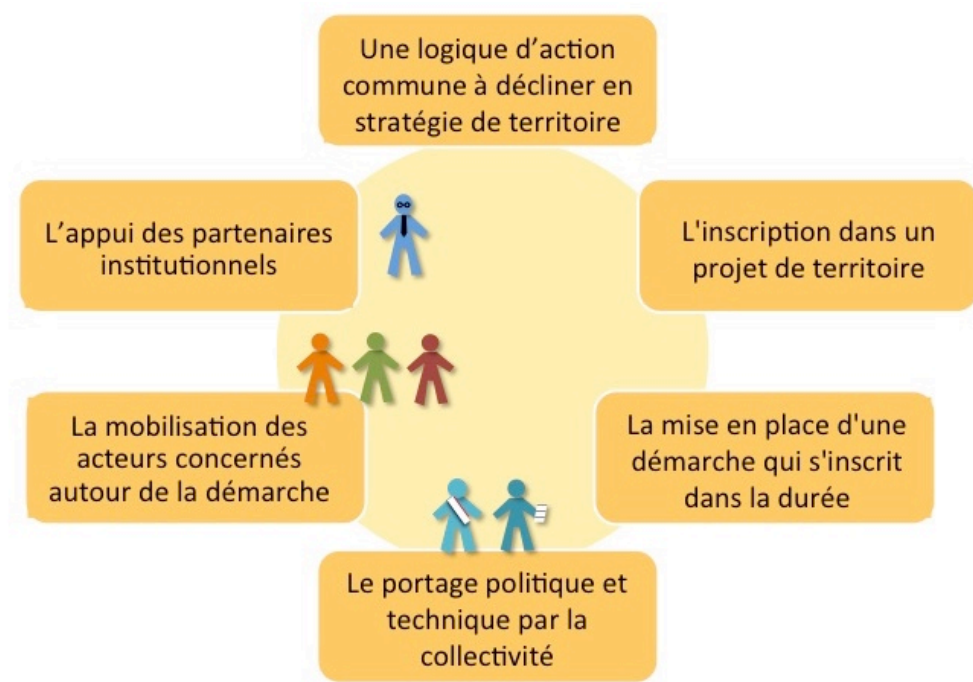 Une logique d’action
commune à décliner en
stratégie de territoire
L’appui des partenaires
institutionnels
L'inscription dans un
projet de territoire
La mobilisation des
acteurs concernés
autour de la démarche
La mise en place d'une
démarche qui s'inscrit
dans la durée
Le portage politique et
technique par la
collectivité